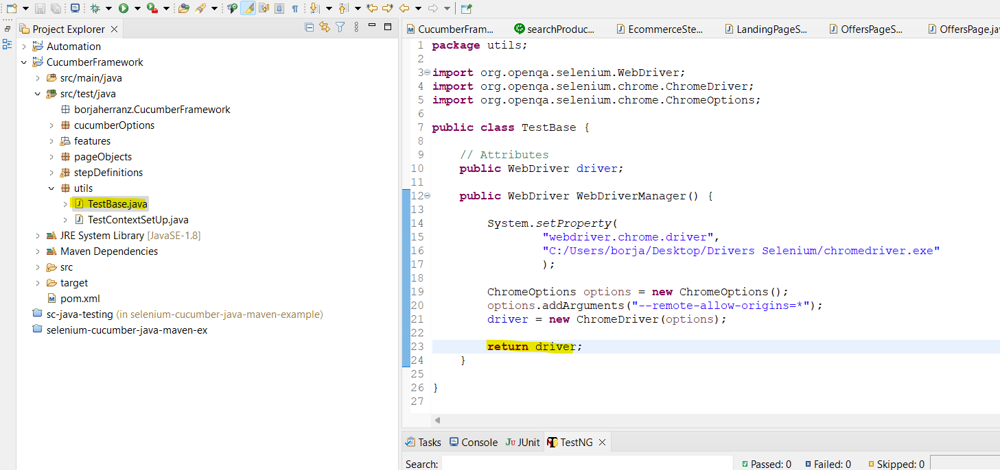 Project Explorer
Automation
CucumberFramework
src/main/java
src/test/java
borjaherranz.CucumberFramework
cucumberOptions
features
pageObjects
stepDefinitions
utils
TestBase.java
TestContextSetUp.java
JRE System Library [JavaSE-1.8]
Maven Dependencies
src
target
pom.xml
sc-java-testing (in selenium-cucumber-java-maven-example)
selenium-cucumber-java-maven-ex
CucumberFram... searchProduc... EcommerceSte... LandingPageS... OffersPageS... OffersPage.ja
1 package utils;
2
3 import org.openqa.selenium.WebDriver;
4 import org.openqa.selenium.chrome.ChromeDriver;
5 import org.openqa.selenium.chrome.ChromeOptions;
6
7 public class TestBase {
8
9 // Attributes
10 public WebDriver driver;
11
12 public WebDriver WebDriverManager() {
13
14 System.setProperty(
15 "webdriver.chrome.driver",
16 "C:/Users/borja/Desktop/Drivers Selenium/chromedriver.exe"
17 );
18
19 ChromeOptions options = new ChromeOptions();
20 options.addArguments("--remote-allow-origins=*");
21 driver = new ChromeDriver(options);
22
23 return driver;
24 }
25
26 }
27
Tasks Console JUnit TestNG
Search: Passed: 0 Failed: 0 Skipped: 0